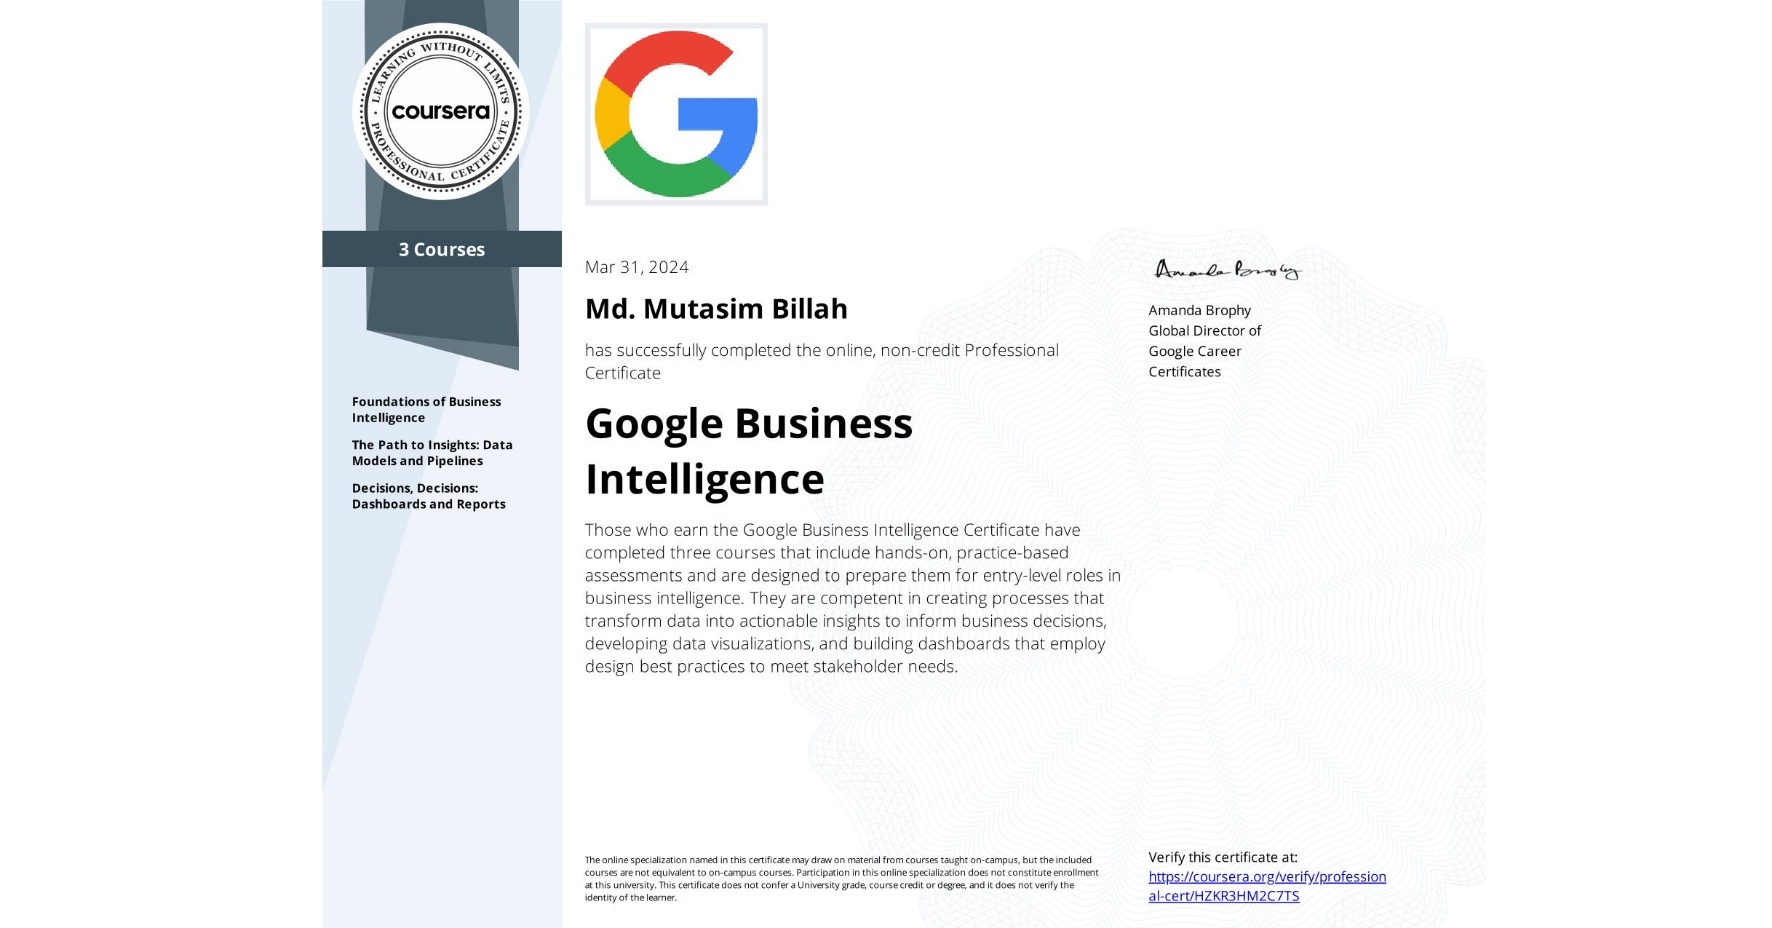 LEARNING WITHOUT LIMITS
coursera
PROFESSIONAL CERTIFICATE
3 Courses
Foundations of Business
Intelligence
The Path to Insights: Data
Models and Pipelines
Decisions, Decisions:
Dashboards and Reports
Mar 31, 2024
Md. Mutasim Billah
has successfully completed the online, non-credit Professional
Certificate
Google Business
Intelligence
Those who earn the Google Business Intelligence Certificate have
completed three courses that include hands-on, practice-based
assessments and are designed to prepare them for entry-level roles in
business intelligence. They are competent in creating processes that
transform data into actionable insights to inform business decisions,
developing data visualizations, and building dashboards that employ
design best practices to meet stakeholder needs.
Amanda Brophy
Amanda Brophy
Global Director of
Google Career
Certificates
The online specialization named in this certificate may draw on material from courses taught on-campus, but the included
courses are not equivalent to on-campus courses. Participation in this online specialization does not constitute enrollment
at this university. This certificate does not confer a University grade, course credit or degree, and it does not verify the
identity of the learner.
Verify this certificate at:
https://coursera.org/verify/profession
al-cert/HZKR3HM2C7TS